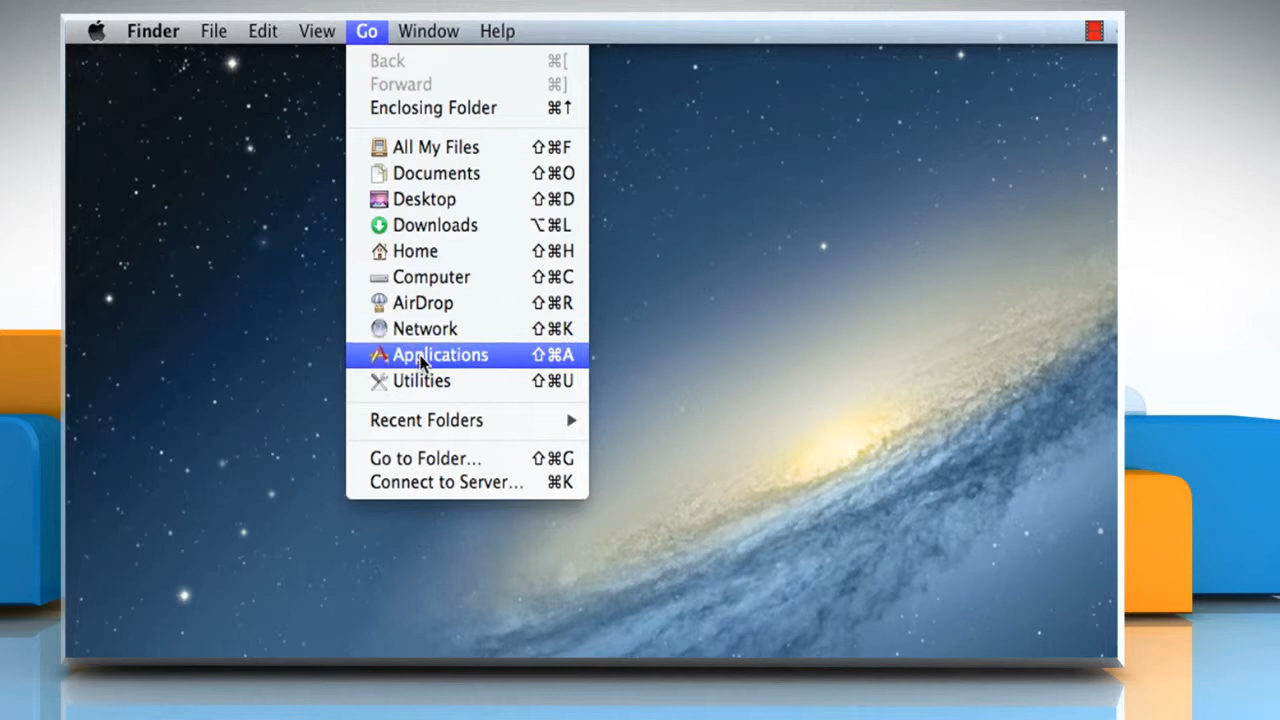 Finder File Edit View Go Window Help
Back ⌘[
Forward ⌘]
Enclosing Folder ⌘↑
All My Files ⇧⌘F
Documents ⇧⌘O
Desktop ⇧⌘D
Downloads ⌥⌘L
Home ⇧⌘H
Computer ⇧⌘C
AirDrop ⇧⌘R
Network ⇧⌘K
Applications ⇧⌘A
Utilities ⇧⌘U
Recent Folders ▶
Go to Folder... ⇧⌘G
Connect to Server... ⌘K